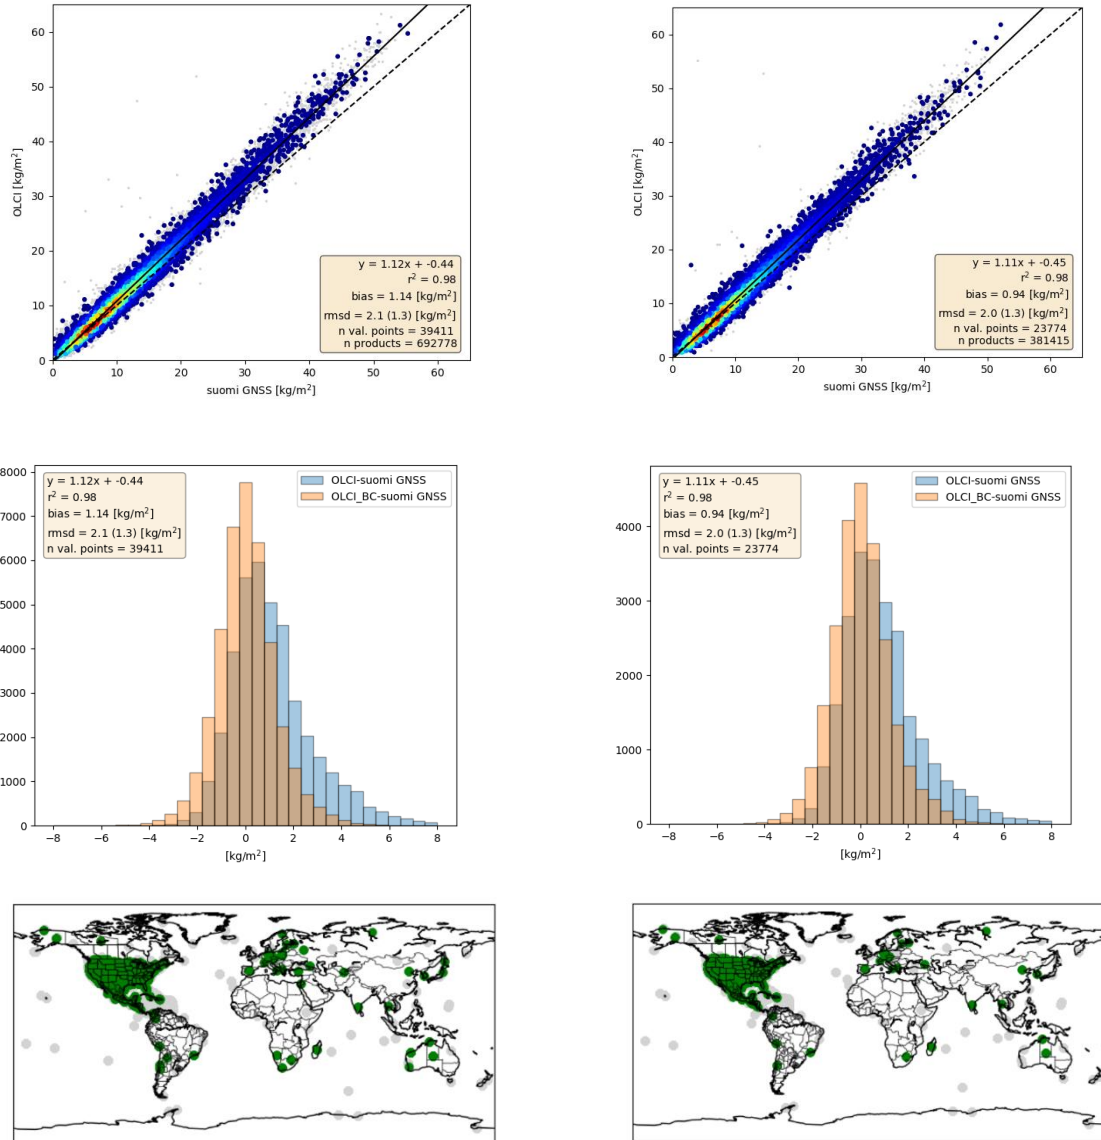 60
50
40
30
20
10
0
OLCI [kg/m²]
y = 1.12x + -0.44
r² = 0.98
bias = 1.14 [kg/m²]
rmsd = 2.1 (1.3) [kg/m²]
n val. points = 39411
n products = 692778
0 10 20 30 40 50 60
suomi GNSS [kg/m²]
60
50
40
30
20
10
0
OLCI [kg/m²]
y = 1.11x + -0.45
r² = 0.98
bias = 0.94 [kg/m²]
rmsd = 2.0 (1.3) [kg/m²]
n val. points = 23774
n products = 381415
0 10 20 30 40 50 60
suomi GNSS [kg/m²]
8000
7000
6000
5000
4000
3000
2000
1000
0
y = 1.12x + -0.44
r² = 0.98
bias = 1.14 [kg/m²]
rmsd = 2.1 (1.3) [kg/m²]
n val. points = 39411
OLCI-suomi GNSS
OLCI_BC-suomi GNSS
−8 −6 −4 −2 0 2 4 6 8
[kg/m²]
4000
3000
2000
1000
0
y = 1.11x + -0.45
r² = 0.98
bias = 0.94 [kg/m²]
rmsd = 2.0 (1.3) [kg/m²]
n val. points = 23774
OLCI-suomi GNSS
OLCI_BC-suomi GNSS
−8 −6 −4 −2 0 2 4 6 8
[kg/m²]